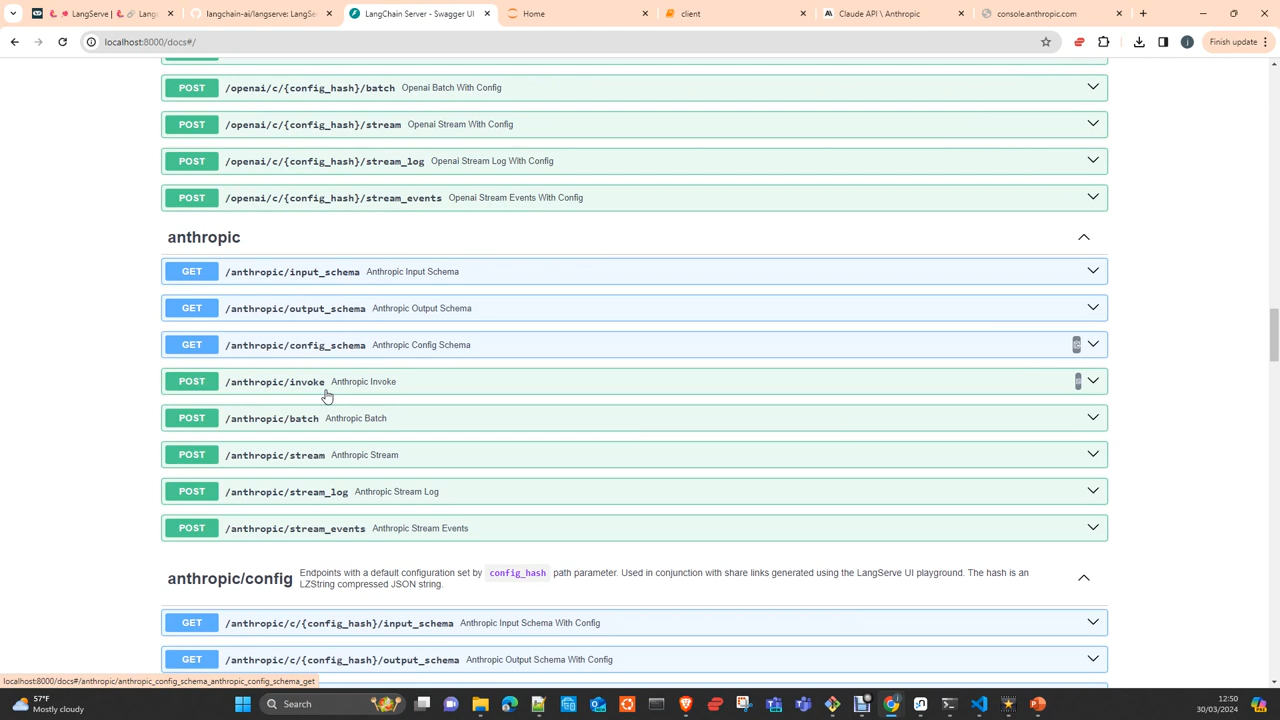 LangServe |
Lang
langchain-ai/langserve: LangSe
LangChain Server - Swagger UI
Home
client
Claude API \ Anthropic
console.anthropic.com
localhost:8000/docs#/
Finish update
POST /openai/c/{config_hash}/batch Openai Batch With Config
POST /openai/c/{config_hash}/stream Openai Stream With Config
POST /openai/c/{config_hash}/stream_log Openai Stream Log With Config
POST /openai/c/{config_hash}/stream_events Openai Stream Events With Config
anthropic
GET /anthropic/input_schema Anthropic Input Schema
GET /anthropic/output_schema Anthropic Output Schema
GET /anthropic/config_schema Anthropic Config Schema
POST /anthropic/invoke Anthropic Invoke
POST /anthropic/batch Anthropic Batch
POST /anthropic/stream Anthropic Stream
POST /anthropic/stream_log Anthropic Stream Log
POST /anthropic/stream_events Anthropic Stream Events
anthropic/config Endpoints with a default configuration set by config_hash path parameter. Used in conjunction with share links generated using the LangServe UI playground. The hash is an
LZString compressed JSON string.
GET /anthropic/c/{config_hash}/input_schema Anthropic Input Schema With Config
GET /anthropic/c/{config_hash}/output_schema Anthropic Output Schema With Config
localhost:8000/docs#/anthropic/anthropic_config_schema_anthropic_config_schema_get
57°F
Mostly cloudy
Search
12:50
30/03/2024